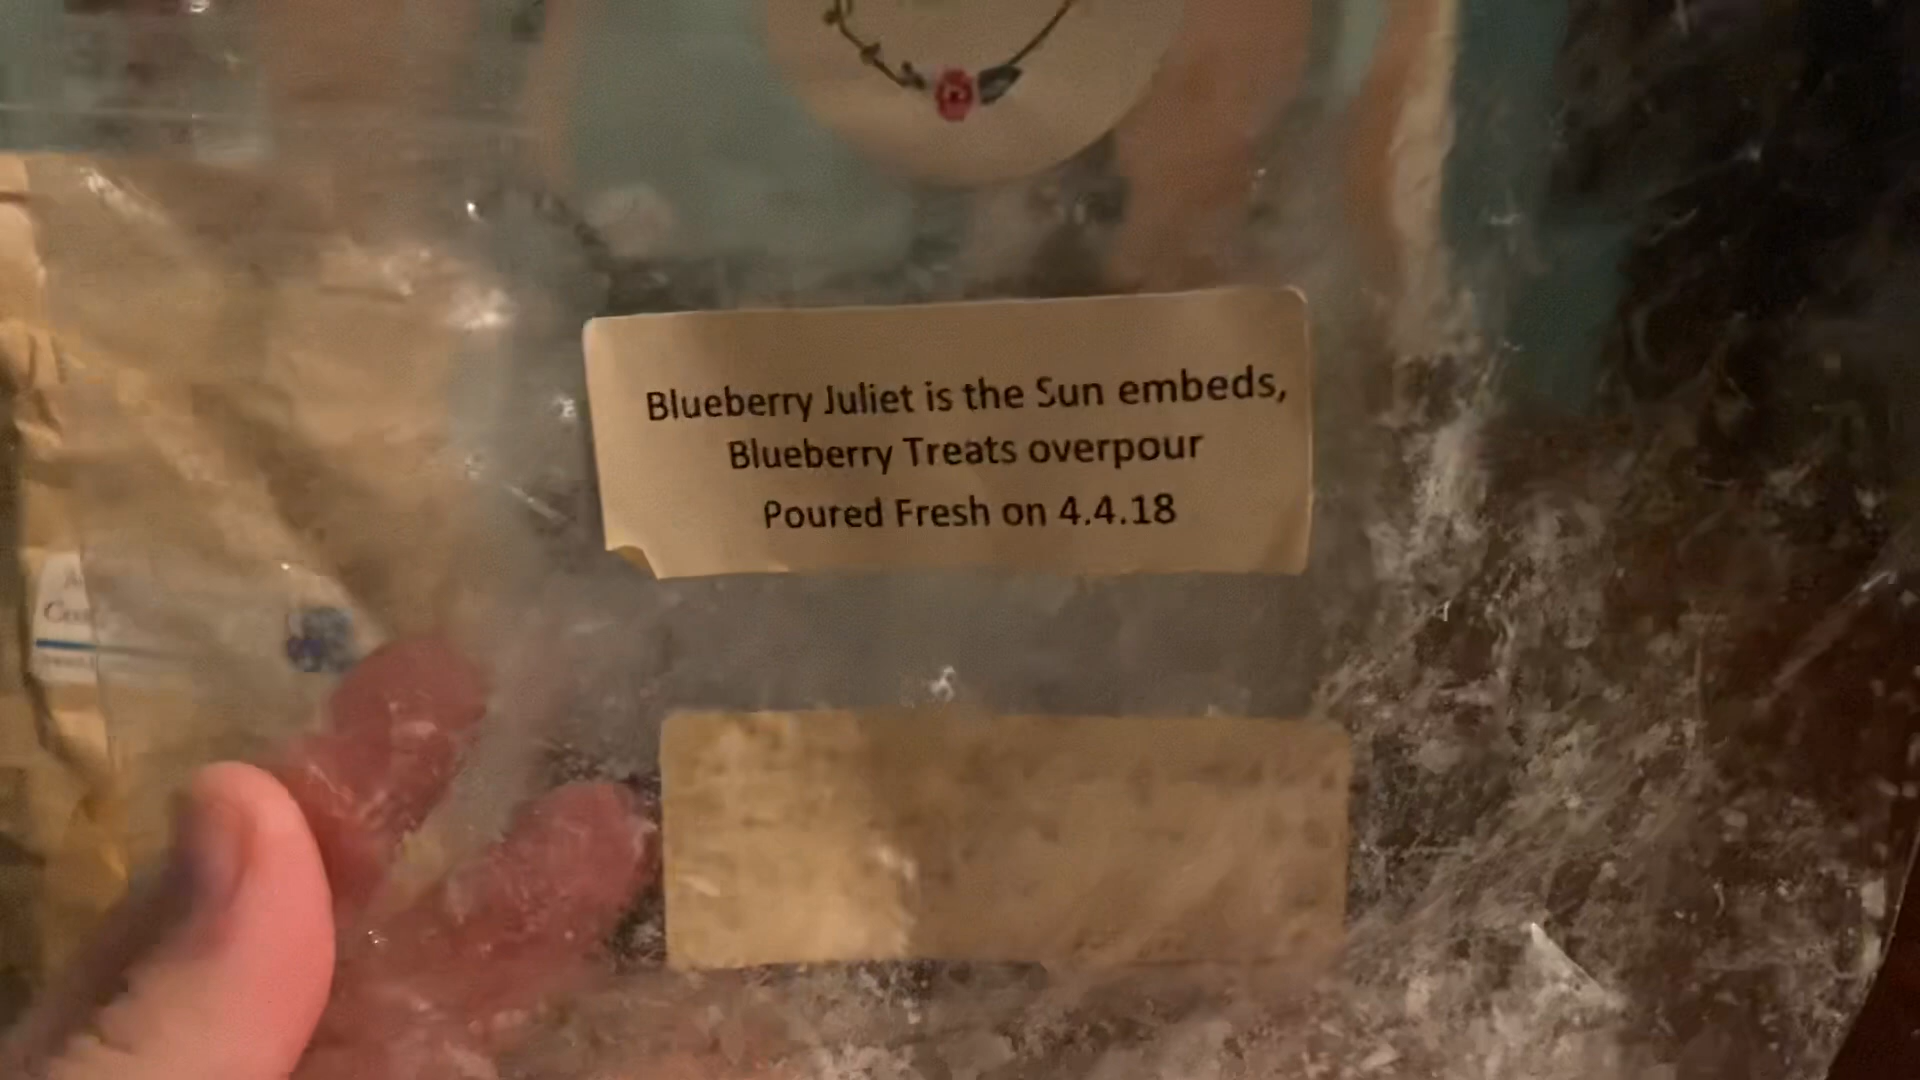 Blueberry Juliet is the Sun embeds,
Blueberry Treats overpour
Poured Fresh on 4.4.18